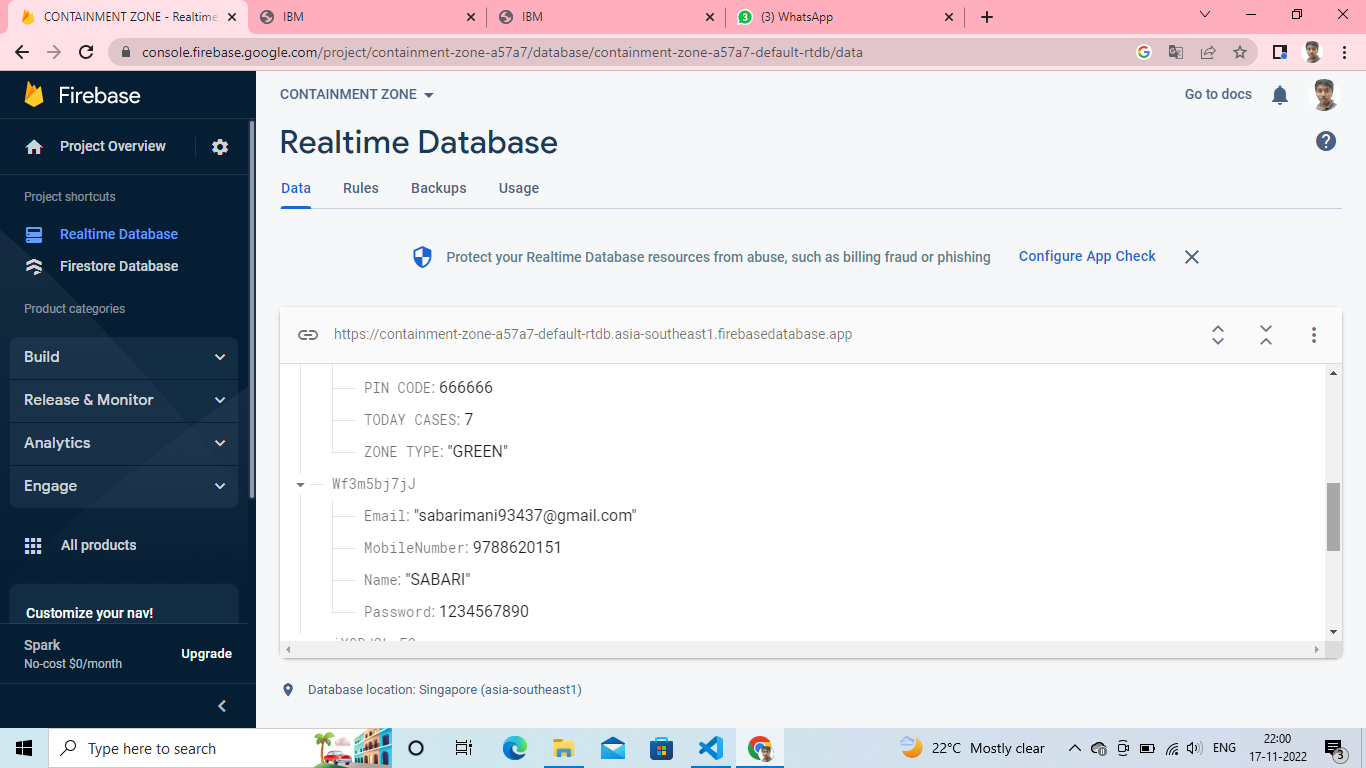 CONTAINMENT ZONE - Realtime
IBM
IBM
(3) WhatsApp
console.firebase.google.com/project/containment-zone-a57a7/database/containment-zone-a57a7-default-rtdb/data
Firebase
Project Overview
Project shortcuts
Realtime Database
Firestore Database
Product categories
Build
Release & Monitor
Analytics
Engage
All products
Customize your nav!
Spark
No-cost $0/month
Upgrade
CONTAINMENT ZONE
Go to docs
Realtime Database
Data Rules Backups Usage
Protect your Realtime Database resources from abuse, such as billing fraud or phishing Configure App Check
https://containment-zone-a57a7-default-rtdb.asia-southeast1.firebasedatabase.app
PIN CODE: 666666
TODAY CASES: 7
ZONE TYPE: "GREEN"
Wf3m5bj7jJ
Email: "sabarimani93437@gmail.com"
MobileNumber: 9788620151
Name: "SABARI"
Password: 1234567890
Database location: Singapore (asia-southeast1)
Type here to search
22°C Mostly clear
ENG
22:00
17-11-2022
3